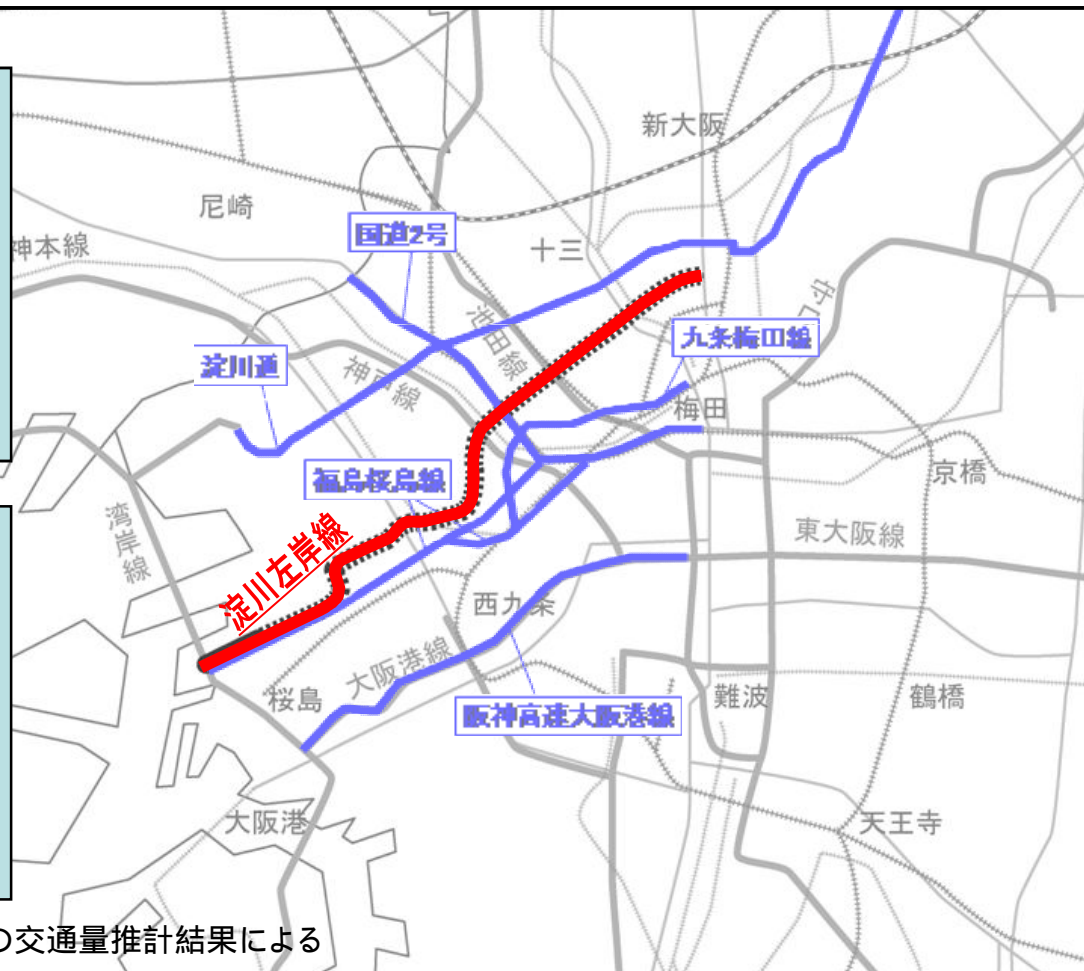 新大阪
尼崎
国道2号
神本線
十三
池田線
九条梅田線
淀川通
神戸線
梅田
福島桜島線
京橋
湾岸線
淀川左岸線
東大阪線
西九条
大阪港線
桜島
難波
鶴橋
阪神高速大阪港線
大阪港
天王寺
の交通量推計結果による